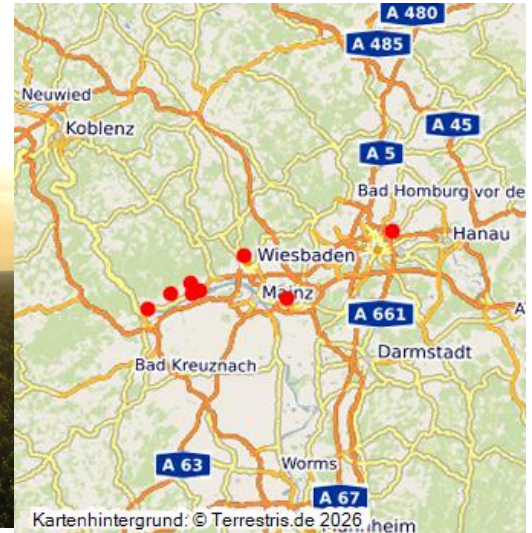 A 480
A 485
Neuwied
Koblenz
A 45
A 5
Bad Homburg vor de
Wiesbaden
Hanau
Mainz
A 661
Bad Kreuznach
Darmstadt
A 63
Worms
A 67
Mannheim
Kartenhintergrund: © Terrestris.de 2026